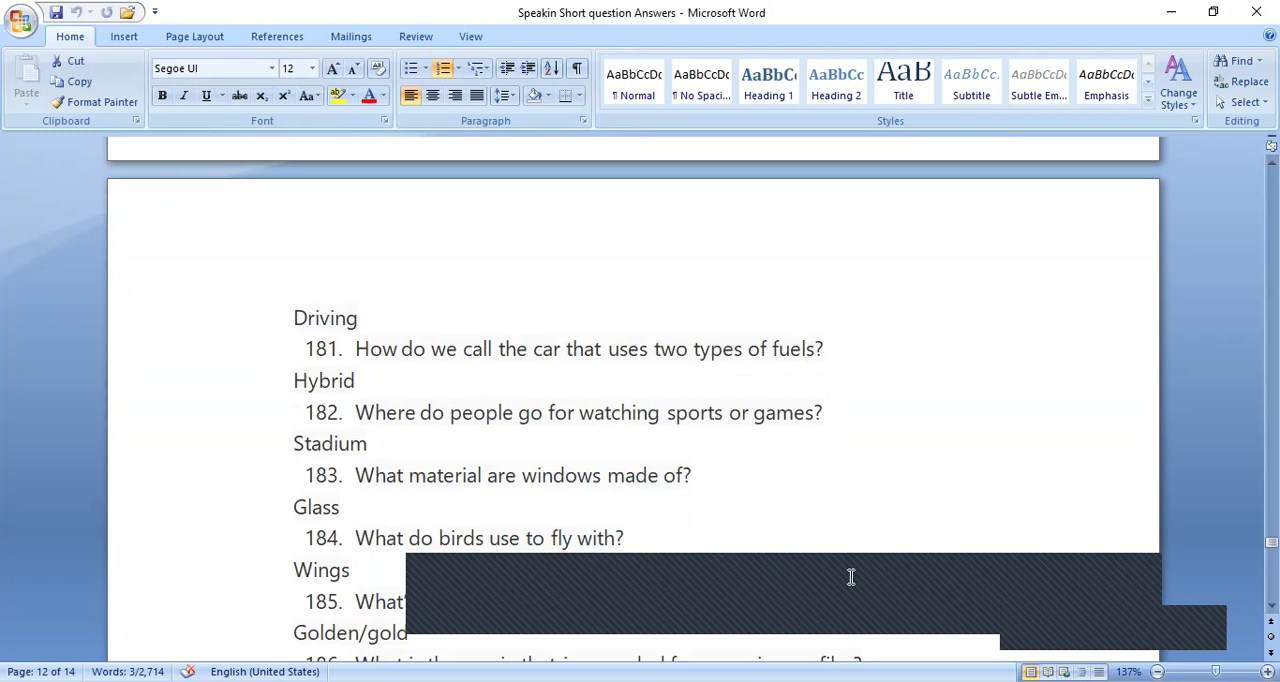 Speakin Short question Answers - Microsoft Word
Home Insert Page Layout References Mailings Review View
Paste
Cut
Copy
Format Painter
Clipboard
Segoe UI 12
Font
Paragraph
AaBbCcDc AaBbCcDc AaBbC AaBbCc AaB AaBbCc. AaBbCcDc AaBbCcDc
¶ Normal ¶ No Spaci... Heading 1 Heading 2 Title Subtitle Subtle Em... Emphasis
Change Styles
Styles
Find
Replace
Select
Editing
Driving
181. How do we call the car that uses two types of fuels?
Hybrid
182. Where do people go for watching sports or games?
Stadium
183. What material are windows made of?
Glass
184. What do birds use to fly with?
Wings
185. What'
Golden/gold
Page: 12 of 14 Words: 3/2,714 English (United States) 137%